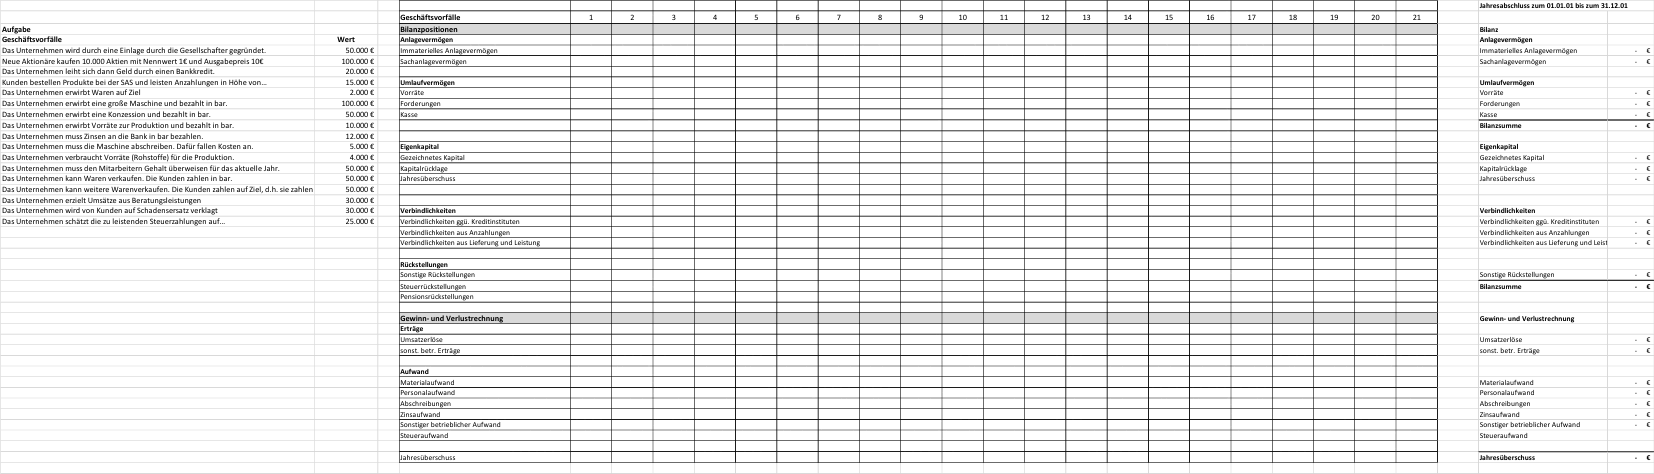 Jahresabschluss zum 01.01.01 bis zum 31.12.01
Geschäftsvorfälle 1 2 3 4 5 6 7 8 9 10 11 12 13 14 15 16 17 18 19 20 21
Aufgabe
Geschäftsvorfälle Wert
Das Unternehmen wird durch eine Einlage durch die Gesellschafter gegründet. 50.000 €
Neue Aktionäre kaufen 10.000 Aktien mit Nennwert 1€ und Ausgabepreis 10€ 100.000 €
Das Unternehmen leiht sich dann Geld durch einen Bankkredit. 20.000 €
Kunden bestellen Produkte bei der SAS und leisten Anzahlungen in Höhe von... 15.000 €
Das Unternehmen erwirbt Waren auf Ziel 2.000 €
Das Unternehmen erwirbt eine große Maschine und bezahlt in bar. 100.000 €
Das Unternehmen erwirbt eine Konzession und bezahlt in bar. 50.000 €
Das Unternehmen erwirbt Vorräte zur Produktion und bezahlt in bar. 10.000 €
Das Unternehmen muss Zinsen an die Bank in bar bezahlen. 12.000 €
Das Unternehmen muss die Maschine abschreiben. Dafür fallen Kosten an. 5.000 €
Das Unternehmen verbraucht Vorräte (Rohstoffe) für die Produktion. 4.000 €
Das Unternehmen muss den Mitarbeitern Gehalt überweisen für das aktuelle Jahr. 50.000 €
Das Unternehmen kann Waren verkaufen. Die Kunden zahlen in bar. 50.000 €
Das Unternehmen kann weitere Warenverkaufen. Die Kunden zahlen auf Ziel, d.h. sie zahlen 50.000 €
Das Unternehmen erzielt Umsätze aus Beratungsleistungen 30.000 €
Das Unternehmen wird von Kunden auf Schadensersatz verklagt 30.000 €
Das Unternehmen schätzt die zu leistenden Steuerzahlungen auf... 25.000 €
Bilanzpositionen
Anlagevermögen
Immaterielles Anlagevermögen
Sachanlagevermögen
Umlaufvermögen
Vorräte
Forderungen
Kasse
Eigenkapital
Gezeichnetes Kapital
Kapitalrücklage
Jahresüberschuss
Verbindlichkeiten
Verbindlichkeiten ggü. Kreditinstituten
Verbindlichkeiten aus Anzahlungen
Verbindlichkeiten aus Lieferung und Leistung
Rückstellungen
Sonstige Rückstellungen
Steuerrückstellungen
Pensionsrückstellungen
Gewinn- und Verlustrechnung
Erträge
Umsatzerlöse
sonst. betr. Erträge
Aufwand
Materialaufwand
Personalaufwand
Abschreibungen
Zinsaufwand
Sonstiger betrieblicher Aufwand
Steueraufwand
Jahresüberschuss
Bilanz
Anlagevermögen
Immaterielles Anlagevermögen - €
Sachanlagevermögen - €
Umlaufvermögen
Vorräte - €
Forderungen - €
Kasse - €
Bilanzsumme - €
Eigenkapital
Gezeichnetes Kapital - €
Kapitalrücklage - €
Jahresüberschuss - €
Verbindlichkeiten
Verbindlichkeiten ggü. Kreditinstituten - €
Verbindlichkeiten aus Anzahlungen - €
Verbindlichkeiten aus Lieferung und Leist - €
Sonstige Rückstellungen - €
Bilanzsumme - €
Gewinn- und Verlustrechnung
Umsatzerlöse - €
sonst. betr. Erträge - €
Materialaufwand - €
Personalaufwand - €
Abschreibungen - €
Zinsaufwand - €
Sonstiger betrieblicher Aufwand - €
Steueraufwand
Jahresüberschuss - €